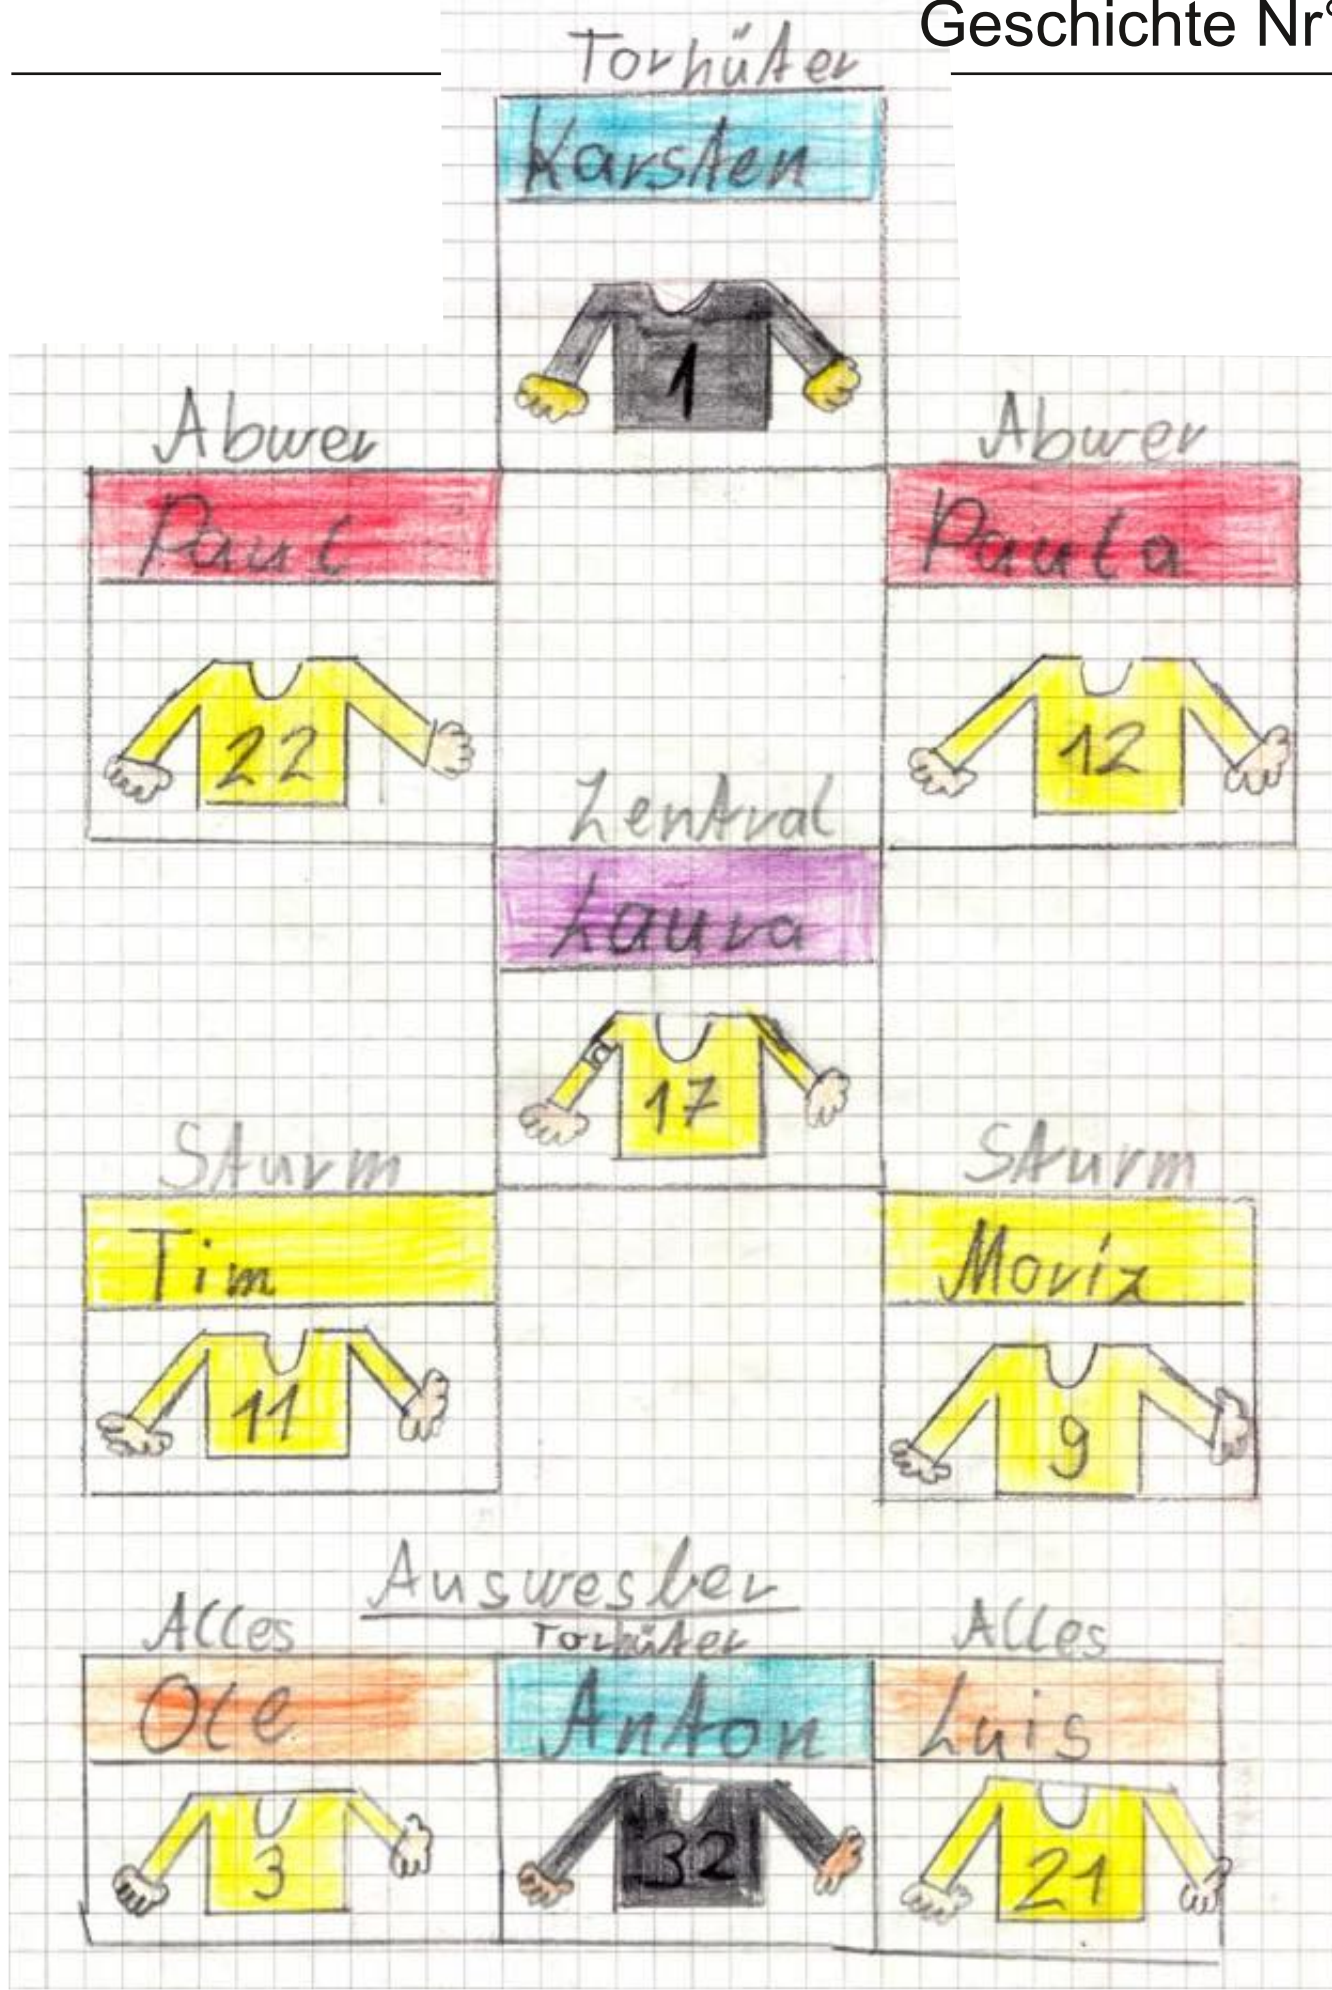 Geschichte Nr°
Torhüter
Karsten
1
Abwer
Abwer
Paul
Paula
22
12
Zentral
Laura
17
Sturm
Sturm
Tim
Moriz
11
9
Auswesler
Alles
Torhüter
Alles
Ole
Anton
Luis
3
32
21